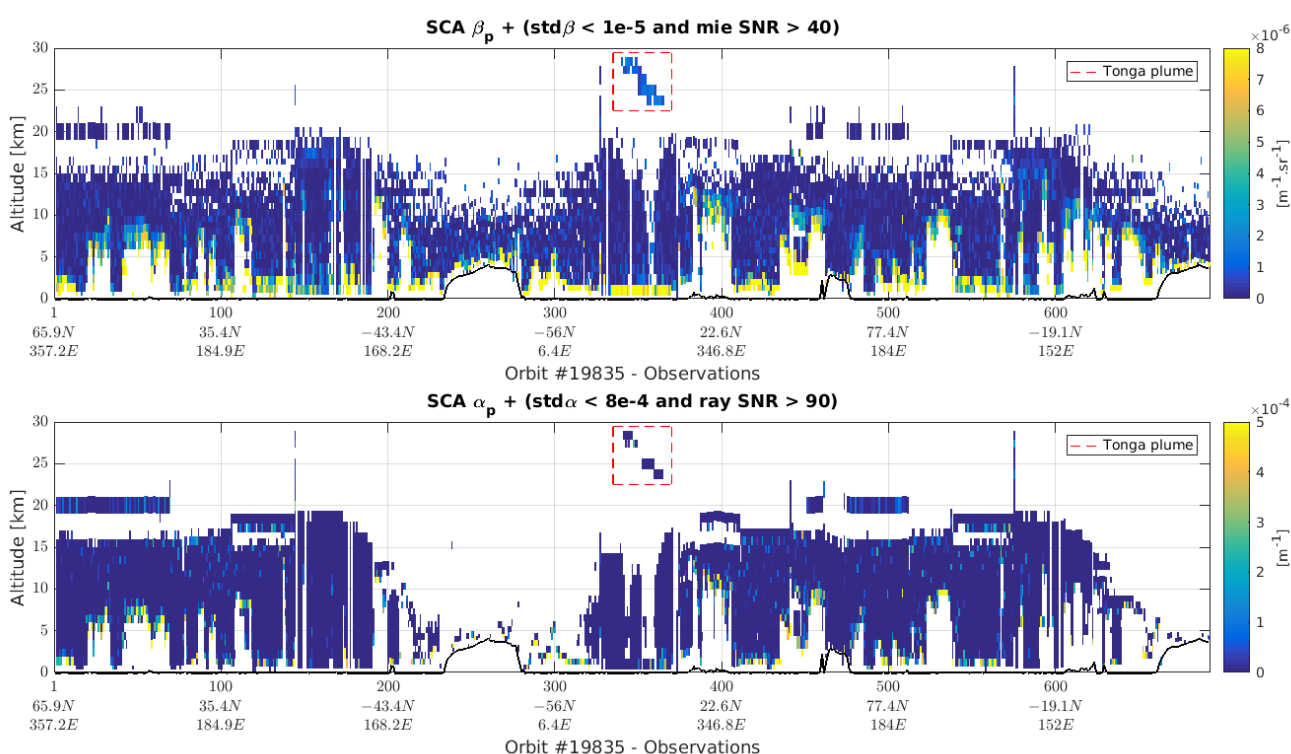 SCA βp + (stdβ < 1e-5 and mie SNR > 40)
×10-6
30
25
20
15
10
5
0
Altitude [km]
Tonga plume
8
7
6
5
4
3
2
1
0
[m-1.sr-1]
1 100 200 300 400 500 600
65.9N 35.4N −43.4N −56N 22.6N 77.4N −19.1N
357.2E 184.9E 168.2E 6.4E 346.8E 184E 152E
Orbit #19835 - Observations
SCA αp + (stdα < 8e-4 and ray SNR > 90)
×10-4
30
25
20
15
10
5
0
Altitude [km]
Tonga plume
5
4
3
2
1
0
[m-1]
1 100 200 300 400 500 600
65.9N 35.4N −43.4N −56N 22.6N 77.4N −19.1N
357.2E 184.9E 168.2E 6.4E 346.8E 184E 152E
Orbit #19835 - Observations